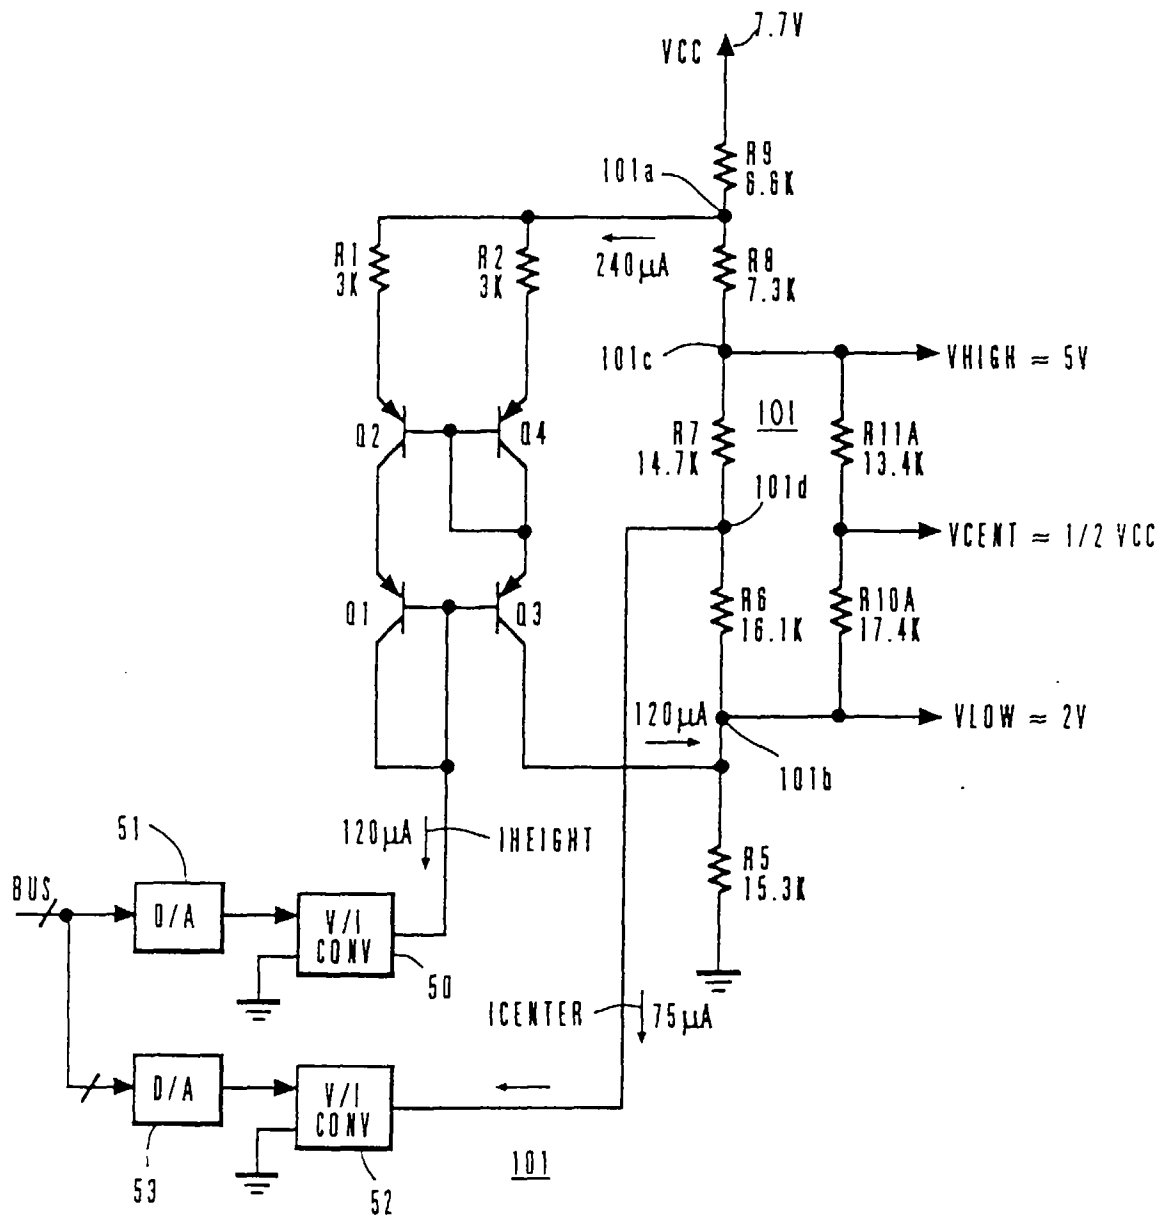 7.7V
VCC
R9
6.6K
101a
R1
3K
R2
3K
240µA
R8
7.3K
101c
VHIGH ≈ 5V
Q2
Q4
R7
14.7K
101
R11A
13.4K
101d
VCENT ≈ 1/2 VCC
Q1
Q3
R6
16.1K
R10A
17.4K
120µA
VLOW ≈ 2V
101b
51
120µA
IHEIGHT
R5
15.3K
BUS
D/A
V/I
CONV
50
ICENTER
75µA
D/A
V/I
CONV
53
52
101